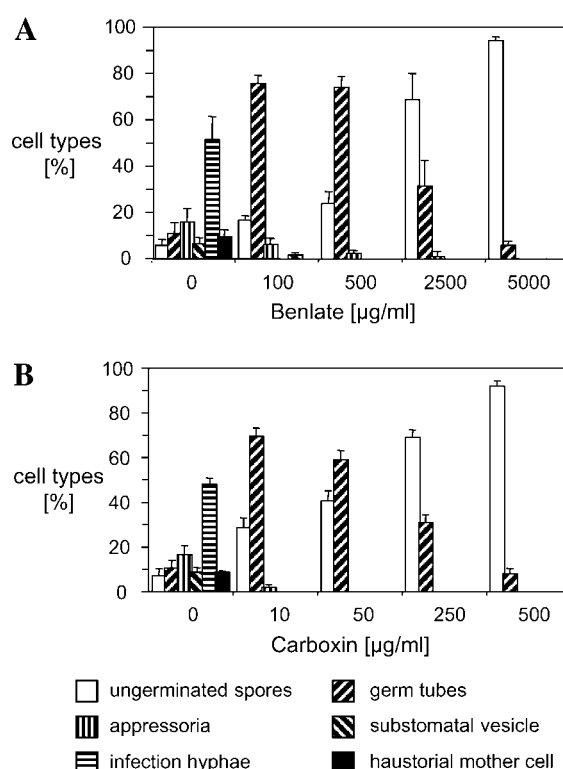 A
100
80
60
40
20
0
cell types
[%]
0 100 500 2500 5000
Benlate [µg/ml]
B
100
80
60
40
20
0
cell types
[%]
0 10 50 250 500
Carboxin [µg/ml]
ungerminated spores germ tubes
appressoria substomatal vesicle
infection hyphae haustorial mother cell